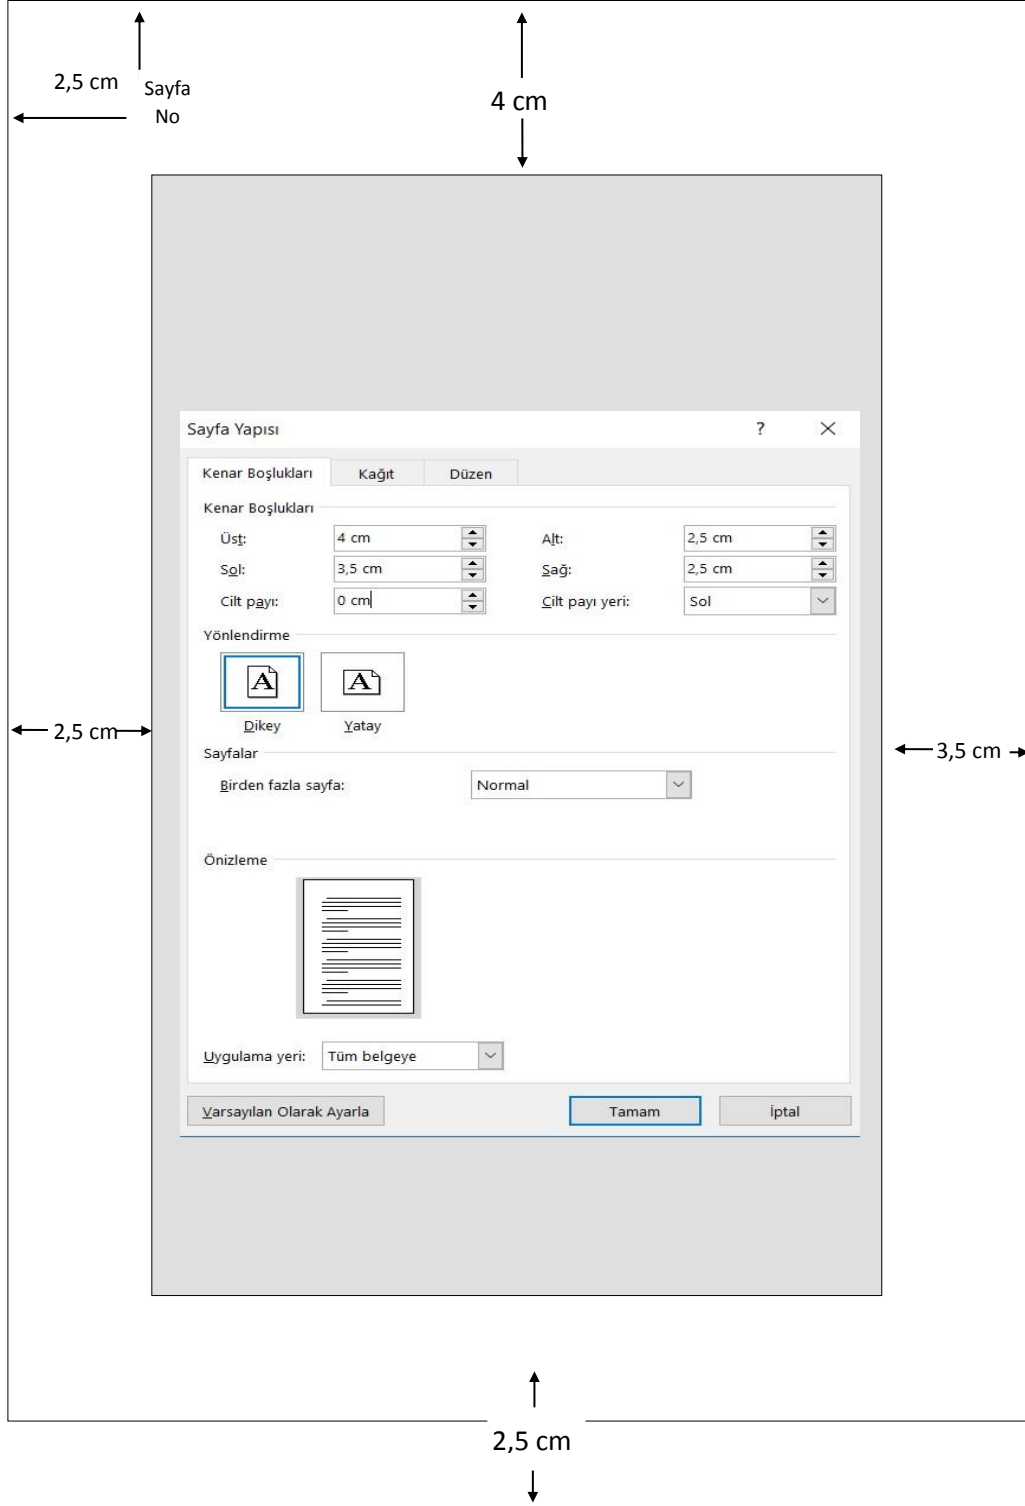 2,5 cm
Sayfa
No
4 cm
Sayfa Yapısı ?
Kenar Boşlukları Kağıt Düzen
Kenar Boşlukları
Üst: 4 cm Alt: 2,5 cm
Sol: 3,5 cm Sağ: 2,5 cm
Cilt payı: 0 cm Cilt payı yeri: Sol
Yönlendirme
A A
Dikey Yatay
2,5 cm
3,5 cm
Sayfalar
Birden fazla sayfa: Normal
Önizleme
Uygulama yeri: Tüm belgeye
Varsayılan Olarak Ayarla Tamam İptal
2,5 cm